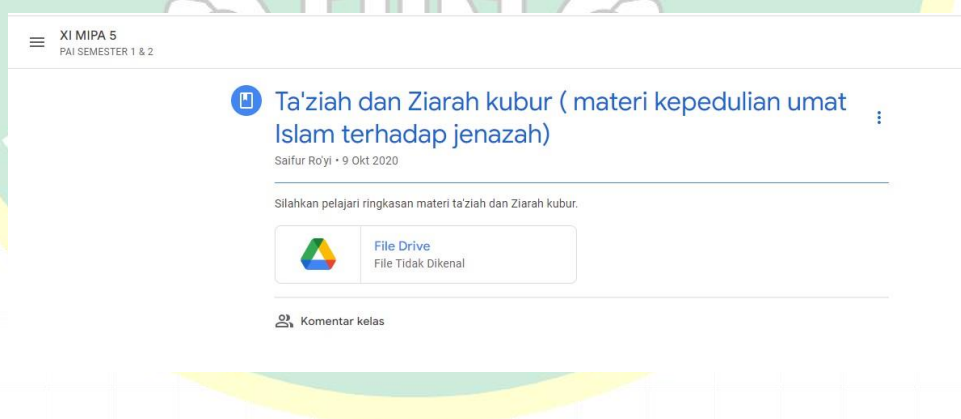 XI MIPA 5
PAI SEMESTER 1 & 2
Ta'ziah dan Ziarah kubur ( materi kepedulian umat
Islam terhadap jenazah)
Saifur Ro'yi • 9 Okt 2020
Silahkan pelajari ringkasan materi ta'ziah dan Ziarah kubur.
File Drive
File Tidak Dikenal
Komentar kelas